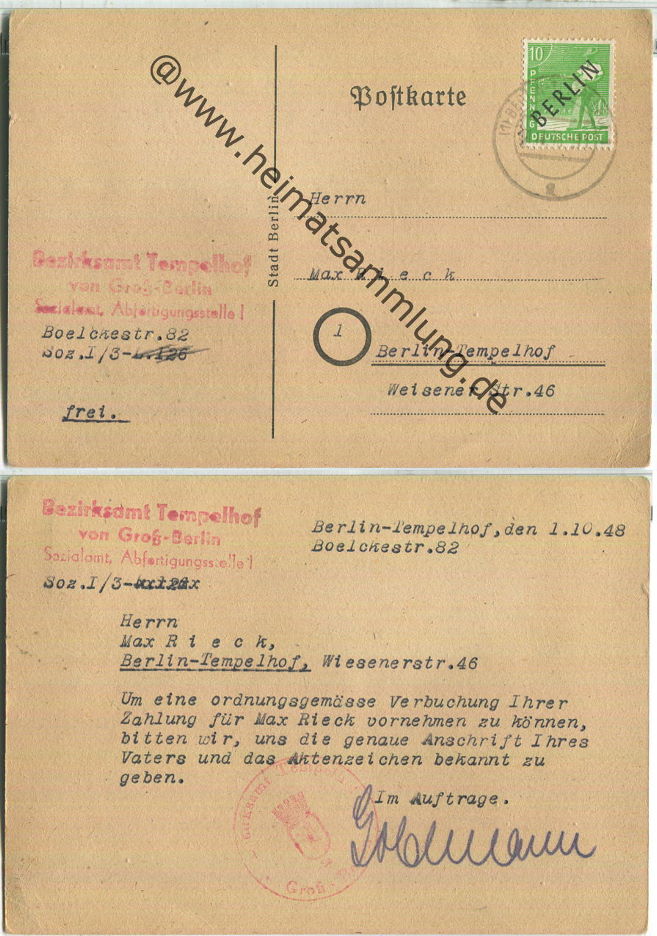 Postkarte
10
PFENNIG
BERLIN
DEUTSCHE POST
@www.heimatsammlung.de
Stadt Berlin
Herrn
Bezirksamt Tempelhof
von Groß-Berlin
Sozialamt, Abfertigungsstelle I
Max R i e c k
Boelckestr.82
Soz.I/3-
1
Berlin-Tempelhof
Weisener Str.46
frei.
Bezirksamt Tempelhof
von Groß-Berlin
Sozialamt, Abfertigungsstelle I
Berlin-Tempelhof,den 1.10.48
Boelckestr.82
Soz.I/3-
Herrn
Max R i e c k,
Berlin-Tempelhof, Wiesenerstr.46
Um eine ordnungsgemässe Verbuchung Ihrer
Zahlung für Max Rieck vornehmen zu können,
bitten wir, uns die genaue Anschrift Ihres
Vaters und das Aktenzeichen bekannt zu
geben.
Im Auftrage.
Goldmann